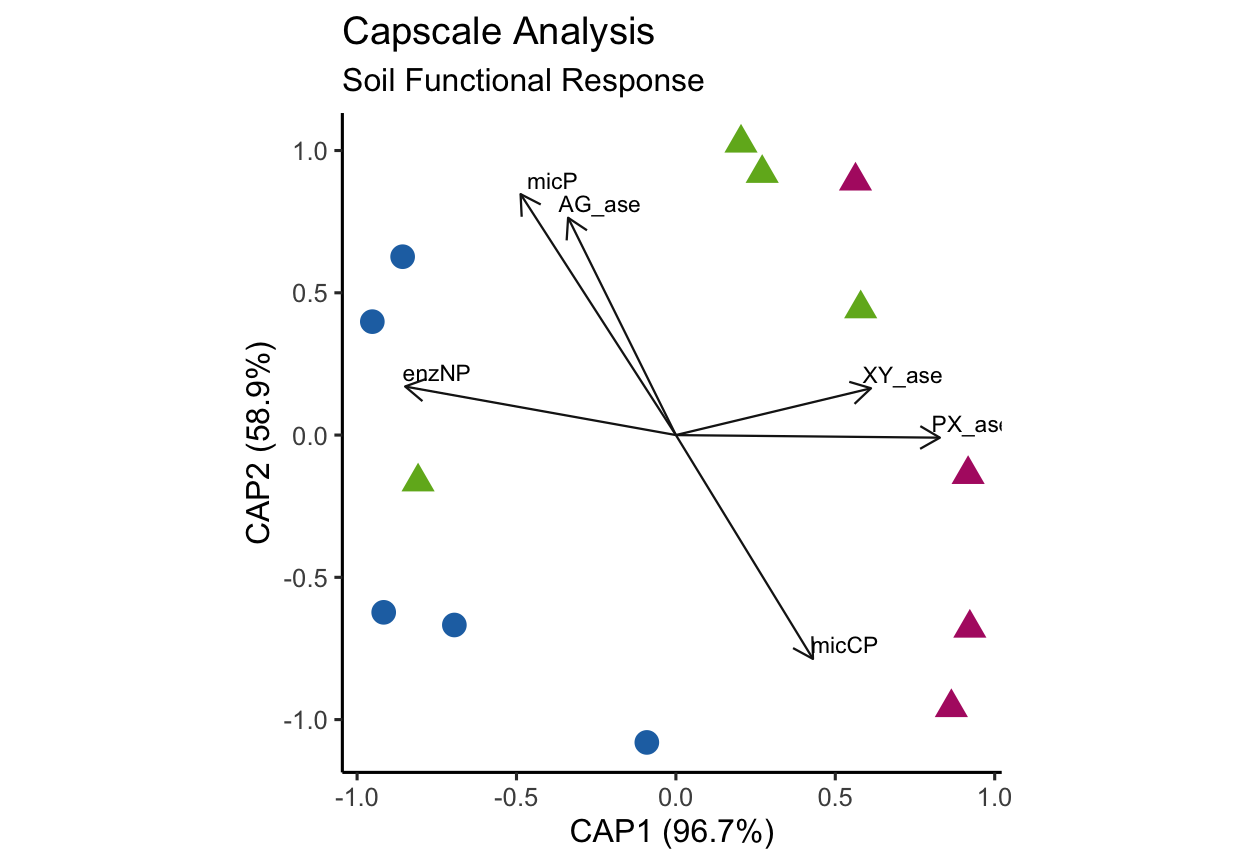 Capscale Analysis
Soil Functional Response
CAP2 (58.9%)
1.0
0.5
0.0
-0.5
-1.0
micP
AG_ase
enzNP
XY_ase
PX_ase
micCP
-1.0
-0.5
0.0
0.5
1.0
CAP1 (96.7%)